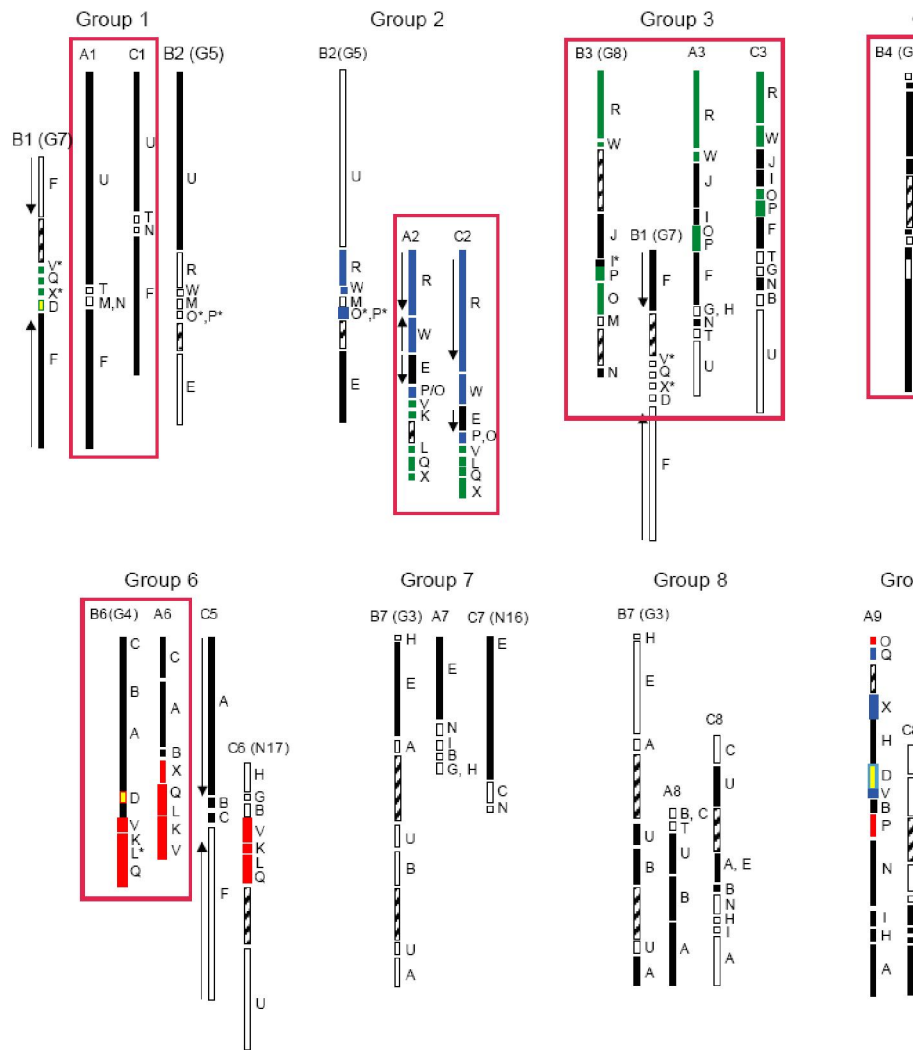 Group 1
Group 2
Group 3
B1 (G7)
A1
C1
B2 (G5)
F
V*
Q
X*
D
F
U
T
M,N
F
U
T
N
F
U
R
W
M
O*,P*
E
B2(G5)
A2
C2
U
R
W
M
O*,P*
E
R
W
E
P/O
V
K
L
Q
X
R
W
E
P,O
V
L
Q
X
B3 (G8)
B1 (G7)
A3
C3
R
W
J
I*
P
O
M
N
F
V*
Q
X*
D
F
R
W
J
I
O
P
F
G, H
N
T
U
R
W
J
I
O
P
F
T
G
N
B
U
B4 (G
Group 6
Group 7
Group 8
Gro
B6(G4)
A6
C5
C6 (N17)
C
B
A
D
V
K
L*
Q
C
A
B
X
Q
L
K
V
A
B
C
F
H
G
B
V
K
L
Q
U
B7 (G3)
A7
C7 (N16)
H
E
A
U
B
U
A
E
N
I
B
G, H
E
C
N
B7 (G3)
A8
C8
H
E
A
U
B
U
A
B, C
T
U
B
A
C
U
A, E
B
N
H
I
A
A9
O
Q
X
H
D
V
B
P
N
I
H
A